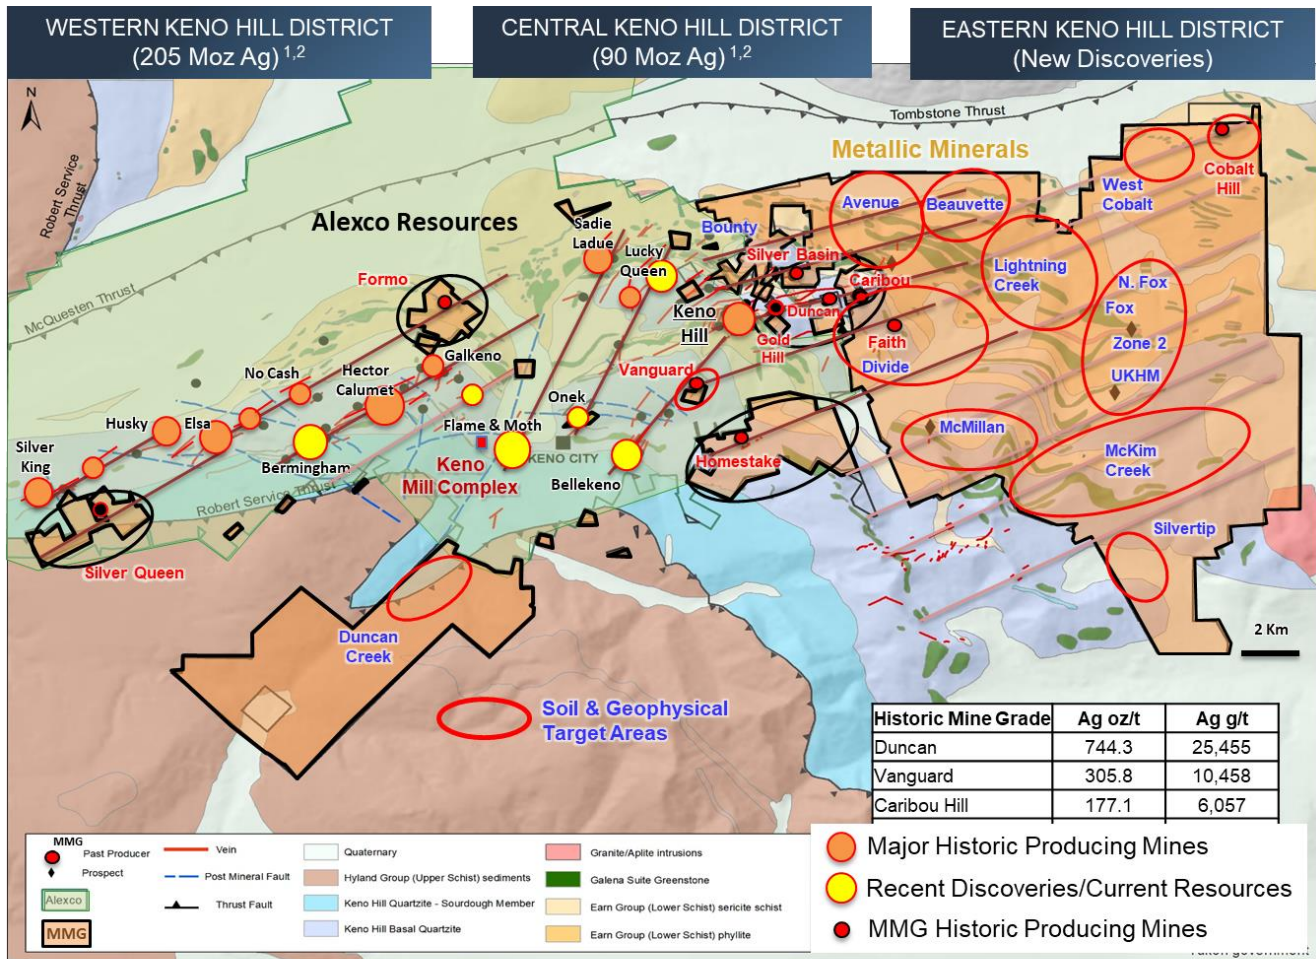 WESTERN KENO HILL DISTRICT
(205 Moz Ag) 1,2
CENTRAL KENO HILL DISTRICT
(90 Moz Ag) 1,2
EASTERN KENO HILL DISTRICT
(New Discoveries)
N
Robert Service
Thrust
Tombstone Thrust
Metallic Minerals
Cobalt
Hill
West
Cobalt
Avenue
Beauvette
Alexco Resources
Sadie
Ladue
Bounty
Lucky
Queen
Silver Basin
Caribou
Lightning
Creek
N. Fox
Fox
Zone 2
UKHM
McQuesten Thrust
Formo
Keno
Hill
Duncan
Gold
Hill
Faith
Divide
Galkeno
Vanguard
No Cash
Hector
Calumet
Onek
Husky
Elsa
Flame & Moth
McMillan
Silver
King
Bermingham
Keno
Mill Complex
KENO CITY
Bellekeno
Homestake
McKim
Creek
Robert Service Thrust
Silvertip
Silver Queen
Duncan
Creek
2 Km
Soil & Geophysical
Target Areas
Historic Mine Grade Ag oz/t Ag g/t
Duncan 744.3 25,455
Vanguard 305.8 10,458
Caribou Hill 177.1 6,057
MMG
Past Producer
Prospect
Alexco
MMG
Vein
Post Mineral Fault
Thrust Fault
Quaternary
Hyland Group (Upper Schist) sediments
Keno Hill Quartzite - Sourdough Member
Keno Hill Basal Quartzite
Granite/Aplite intrusions
Galena Suite Greenstone
Earn Group (Lower Schist) sericite schist
Earn Group (Lower Schist) phyllite
Major Historic Producing Mines
Recent Discoveries/Current Resources
MMG Historic Producing Mines